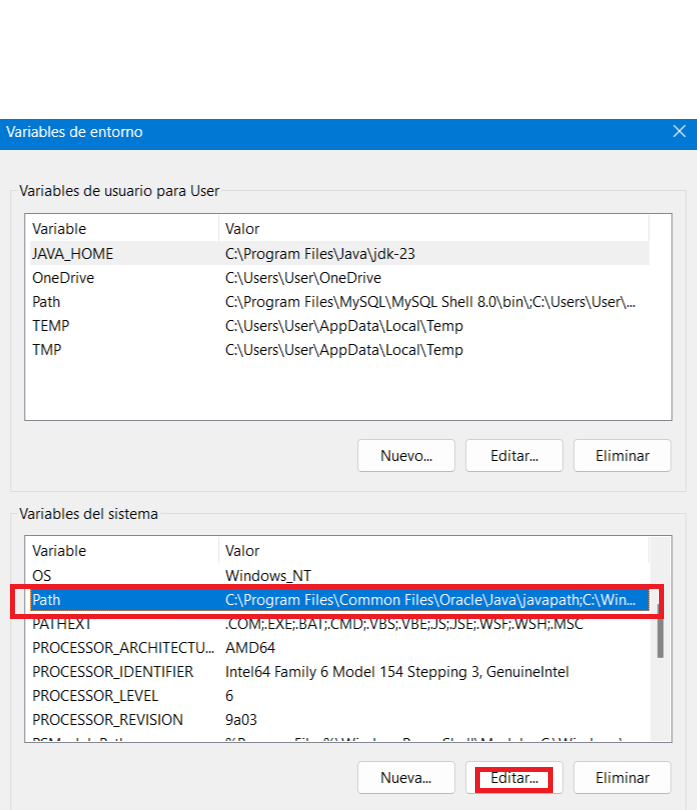 Variables de entorno
Variables de usuario para User
Variable Valor
JAVA_HOME C:\Program Files\Java\jdk-23
OneDrive C:\Users\User\OneDrive
Path C:\Program Files\MySQL\MySQL Shell 8.0\bin\;C:\Users\User\...
TEMP C:\Users\User\AppData\Local\Temp
TMP C:\Users\User\AppData\Local\Temp
Nuevo... Editar... Eliminar
Variables del sistema
Variable Valor
OS Windows_NT
Path C:\Program Files\Common Files\Oracle\Java\javapath;C:\Win...
PATHEXT .COM;.EXE;.BAT;.CMD;.VBS;.VBE;.JS;.JSE;.WSF;.WSH;.MSC
PROCESSOR_ARCHITECTU... AMD64
PROCESSOR_IDENTIFIER Intel64 Family 6 Model 154 Stepping 3, GenuineIntel
PROCESSOR_LEVEL 6
PROCESSOR_REVISION 9a03
Nueva... Editar... Eliminar